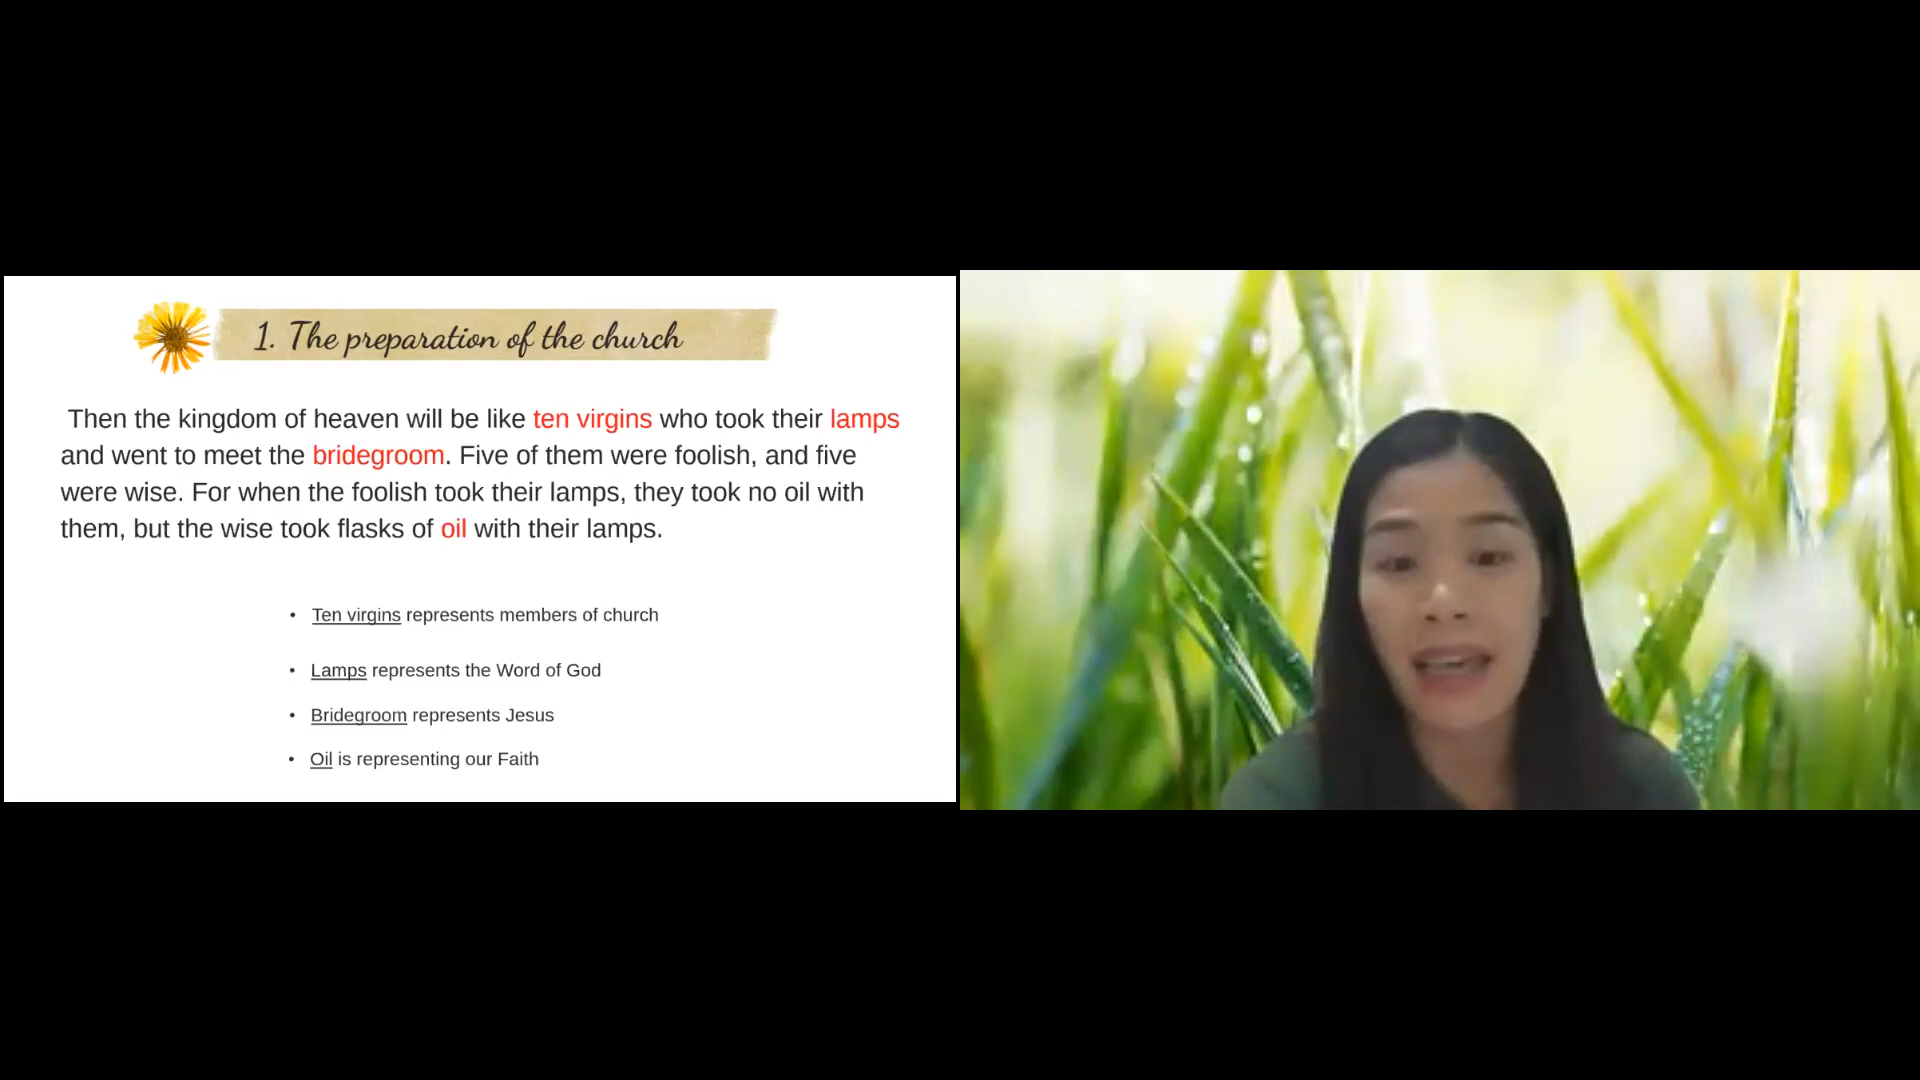 1. The preparation of the church
Then the kingdom of heaven will be like ten virgins who took their lamps
and went to meet the bridegroom. Five of them were foolish, and five
were wise. For when the foolish took their lamps, they took no oil with
them, but the wise took flasks of oil with their lamps.
• Ten virgins represents members of church
• Lamps represents the Word of God
• Bridegroom represents Jesus
• Oil is representing our Faith